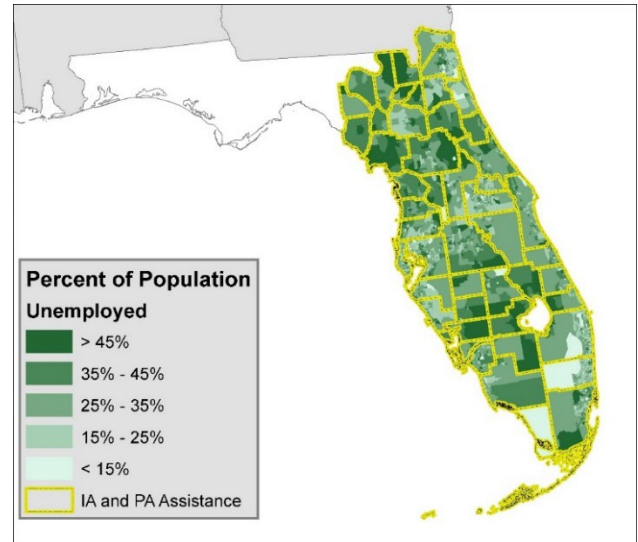 Percent of Population
Unemployed
> 45%
35% - 45%
25% - 35%
15% - 25%
< 15%
IA and PA Assistance